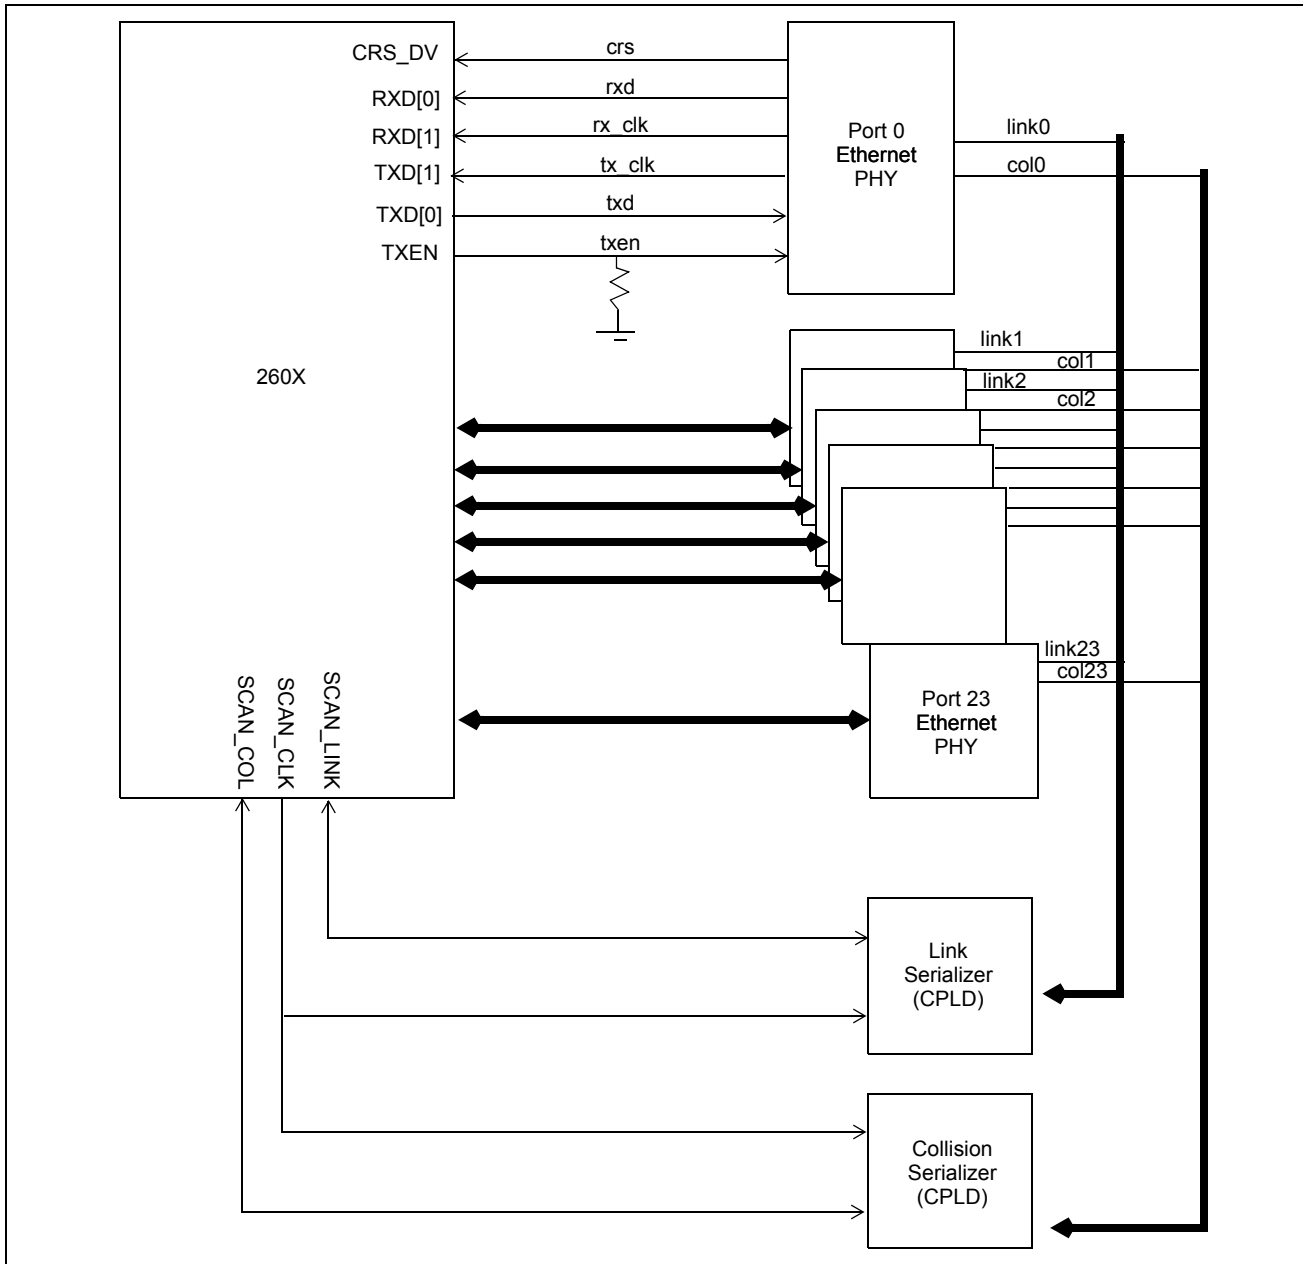 CRS_DV
crs
RXD[0]
rxd
RXD[1]
rx_clk
TXD[1]
tx_clk
TXD[0]
txd
TXEN
txen
Port 0
Ethernet
PHY
link0
col0
260X
link1
col1
link2
col2
link23
col23
Port 23
Ethernet
PHY
SCAN_COL
SCAN_CLK
SCAN_LINK
Link
Serializer
(CPLD)
Collision
Serializer
(CPLD)